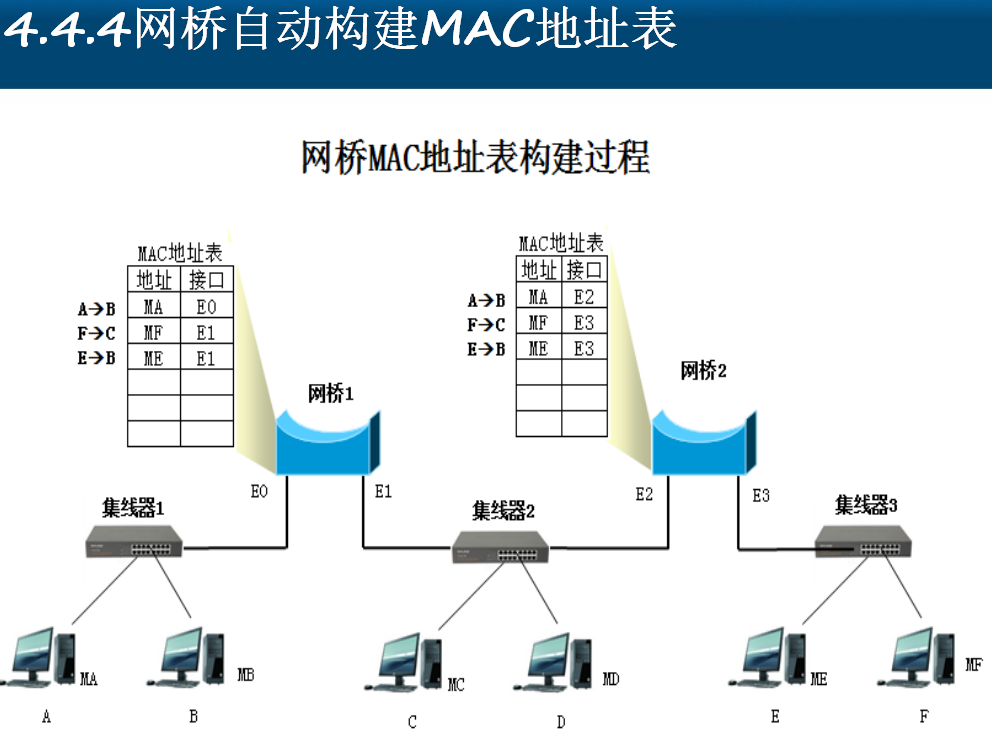 4.4.4网桥自动构建MAC地址表
网桥MAC地址表构建过程
MAC地址表
地址 接口
A→B MA E0
F→C MF E1
E→B ME E1
MAC地址表
地址 接口
A→B MA E2
F→C MF E3
E→B ME E3
网桥1
网桥2
E0 E1 E2 E3
集线器1 集线器2 集线器3
MA MB MC MD ME MF
A B C D E F